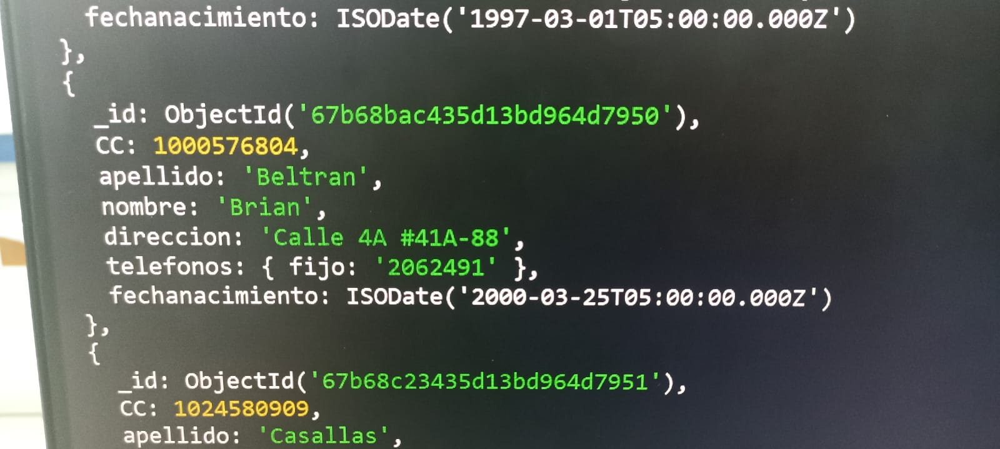 fechanacimiento: ISODate('1997-03-01T05:00:00.000Z')
},
{
_id: ObjectId('67b68bac435d13bd964d7950'),
CC: 1000576804,
apellido: 'Beltran',
nombre: 'Brian',
direccion: 'Calle 4A #41A-88',
telefonos: { fijo: '2062491' },
fechanacimiento: ISODate('2000-03-25T05:00:00.000Z')
},
{
_id: ObjectId('67b68c23435d13bd964d7951'),
CC: 1024580909,
apellido: 'Casallas',